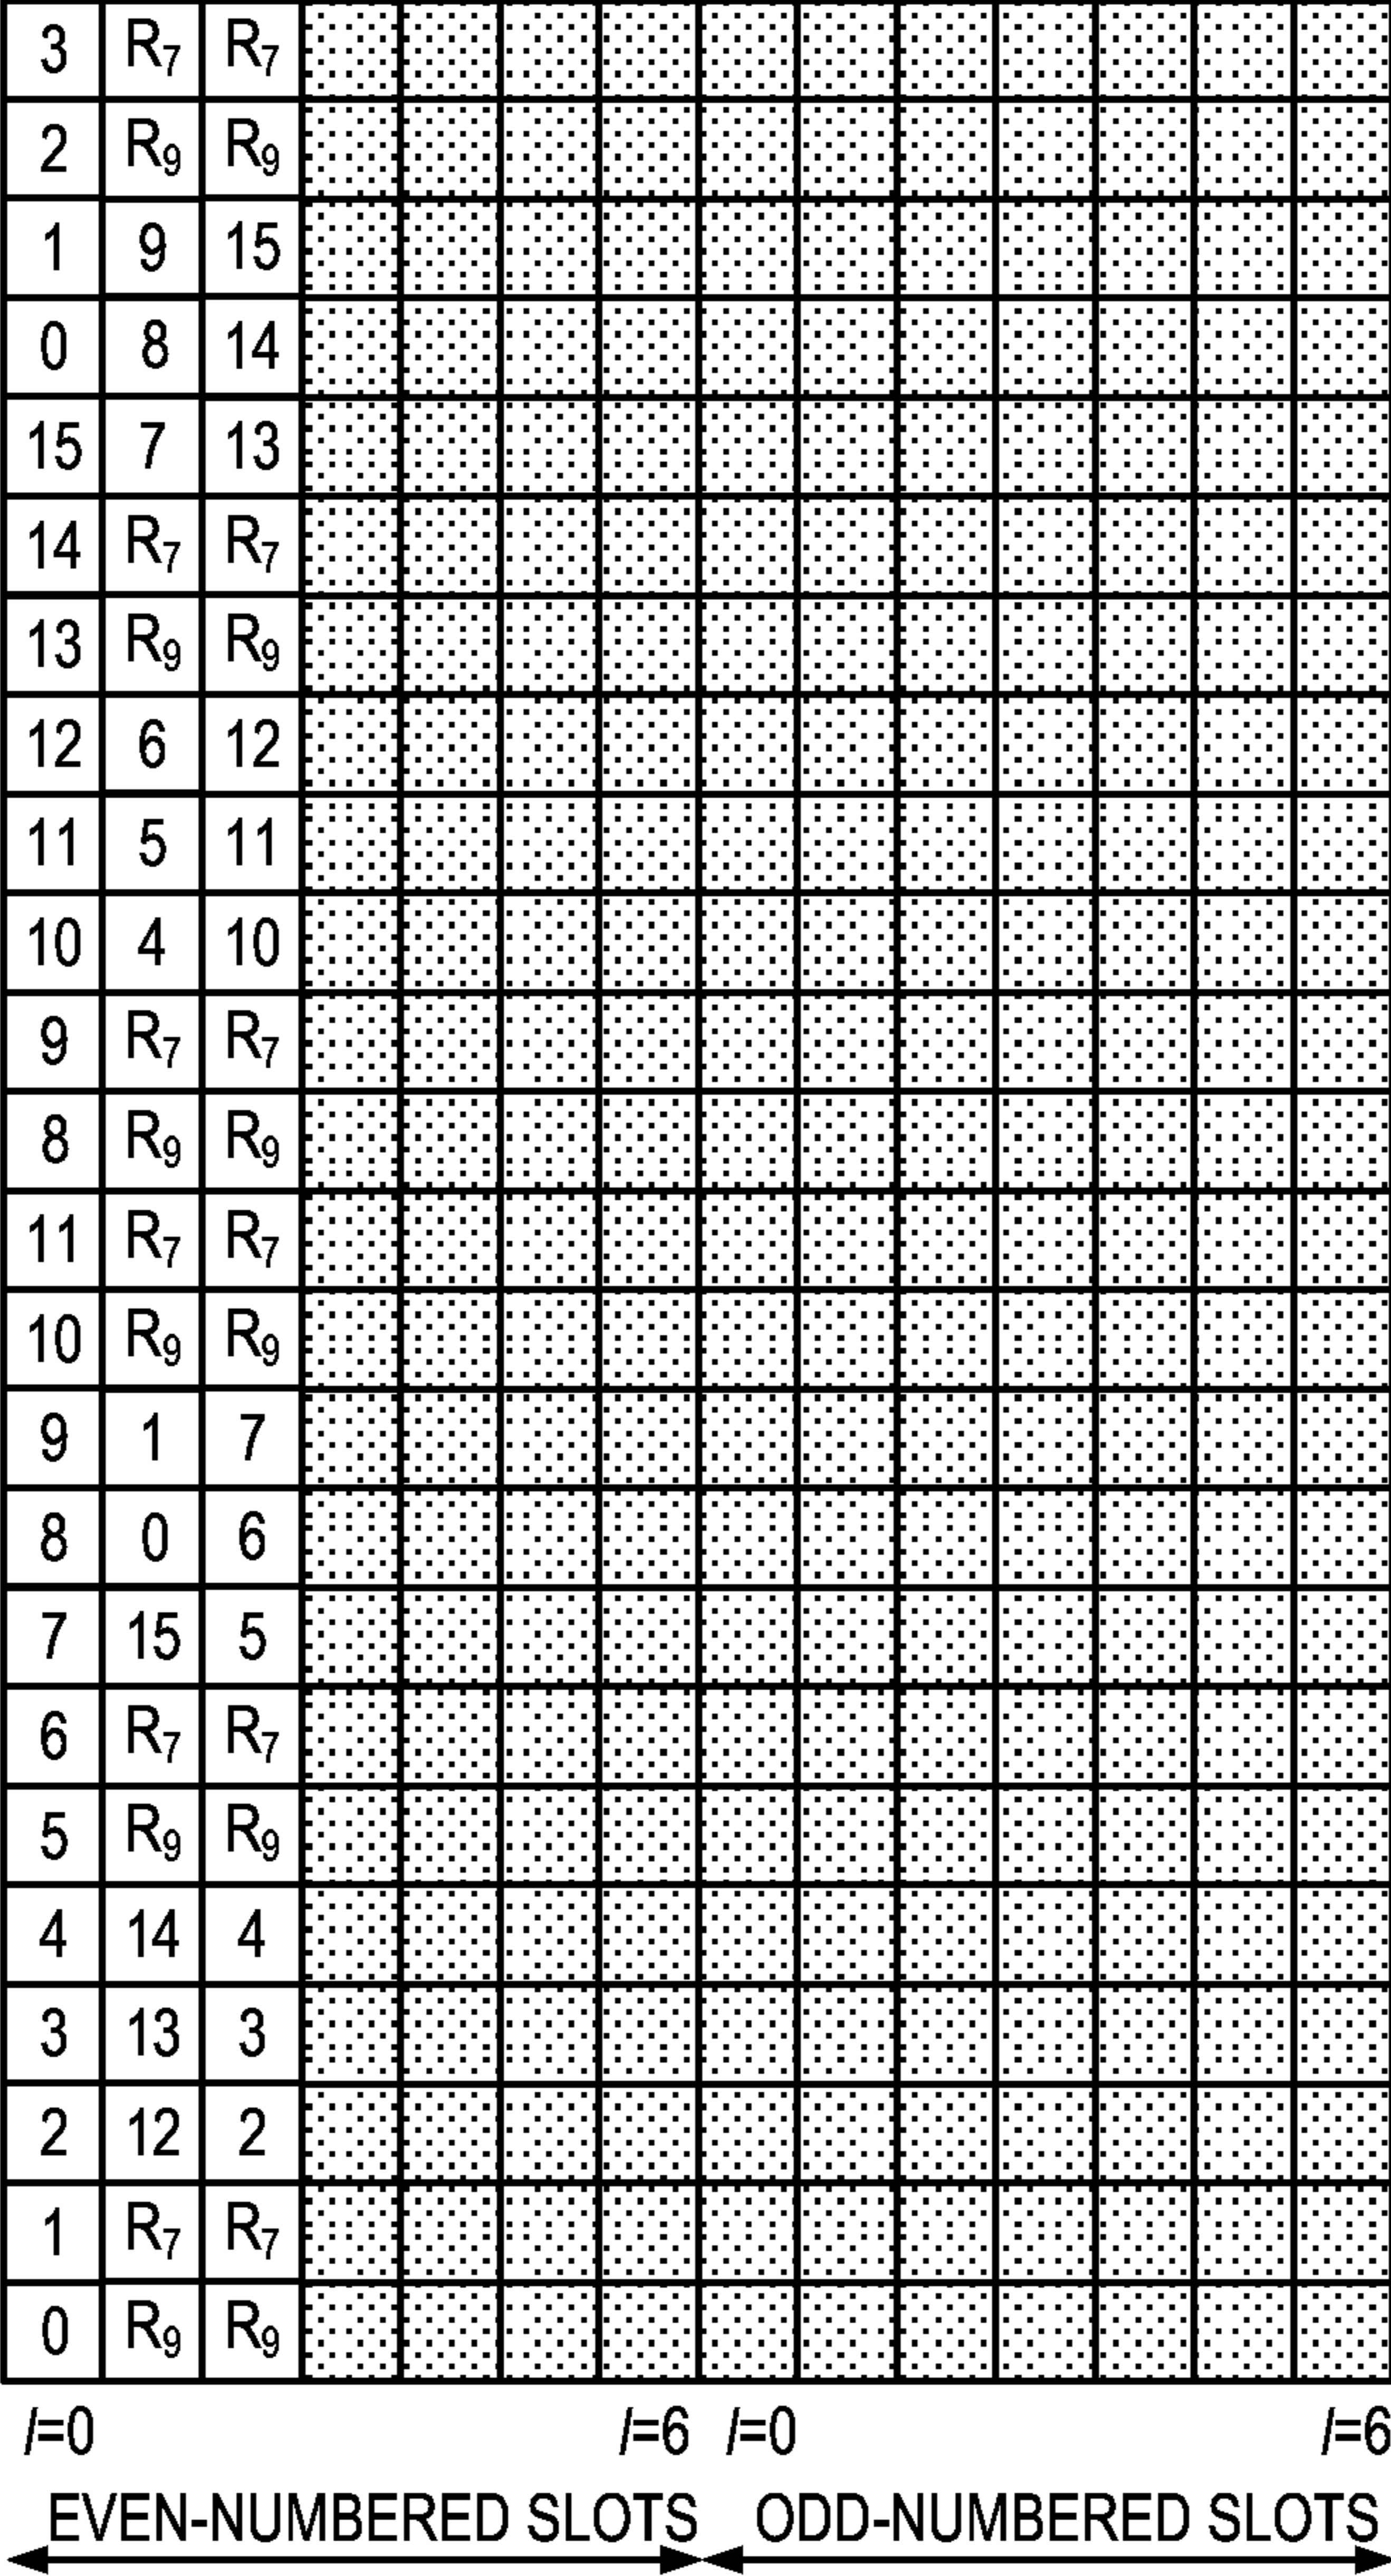 3 R₇ R₇
2 R₉ R₉
1 9 15
0 8 14
15 7 13
14 R₇ R₇
13 R₉ R₉
12 6 12
11 5 11
10 4 10
9 R₇ R₇
8 R₉ R₉
11 R₇ R₇
10 R₉ R₉
9 1 7
8 0 6
7 15 5
6 R₇ R₇
5 R₉ R₉
4 14 4
3 13 3
2 12 2
1 R₇ R₇
0 R₉ R₉
l=0 l=6 l=0 l=6
EVEN-NUMBERED SLOTS ODD-NUMBERED SLOTS